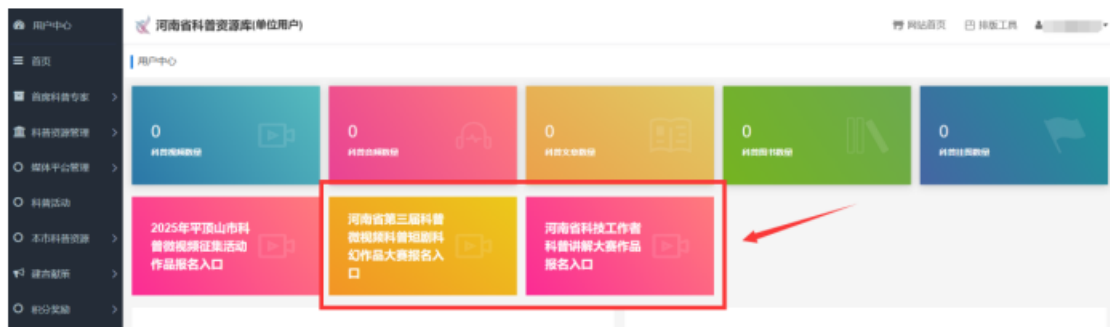 用户中心
河南省科普资源库(单位用户)
网站首页
排版工具
首页
用户中心
首席科普专家
科普资源管理
媒体平台管理
科普活动
本市科普资源
建言献策
积分奖励
0
科普视频数量
0
科普音频数量
0
科普文章数量
0
科普图书数量
0
科普挂图数量
2025年平顶山市科
普微视频征集活动
作品报名入口
河南省第三届科普
微视频科普短剧科
幻作品大赛报名入
口
河南省科技工作者
科普讲解大赛作品
报名入口